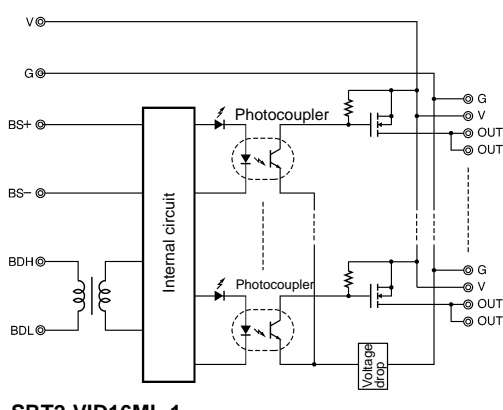 V
G
BS+
BS−
BDH
BDL
Internal circuit
Photocoupler
G
V
OUT
OUT
Photocoupler
G
V
OUT
OUT
Voltage
drop